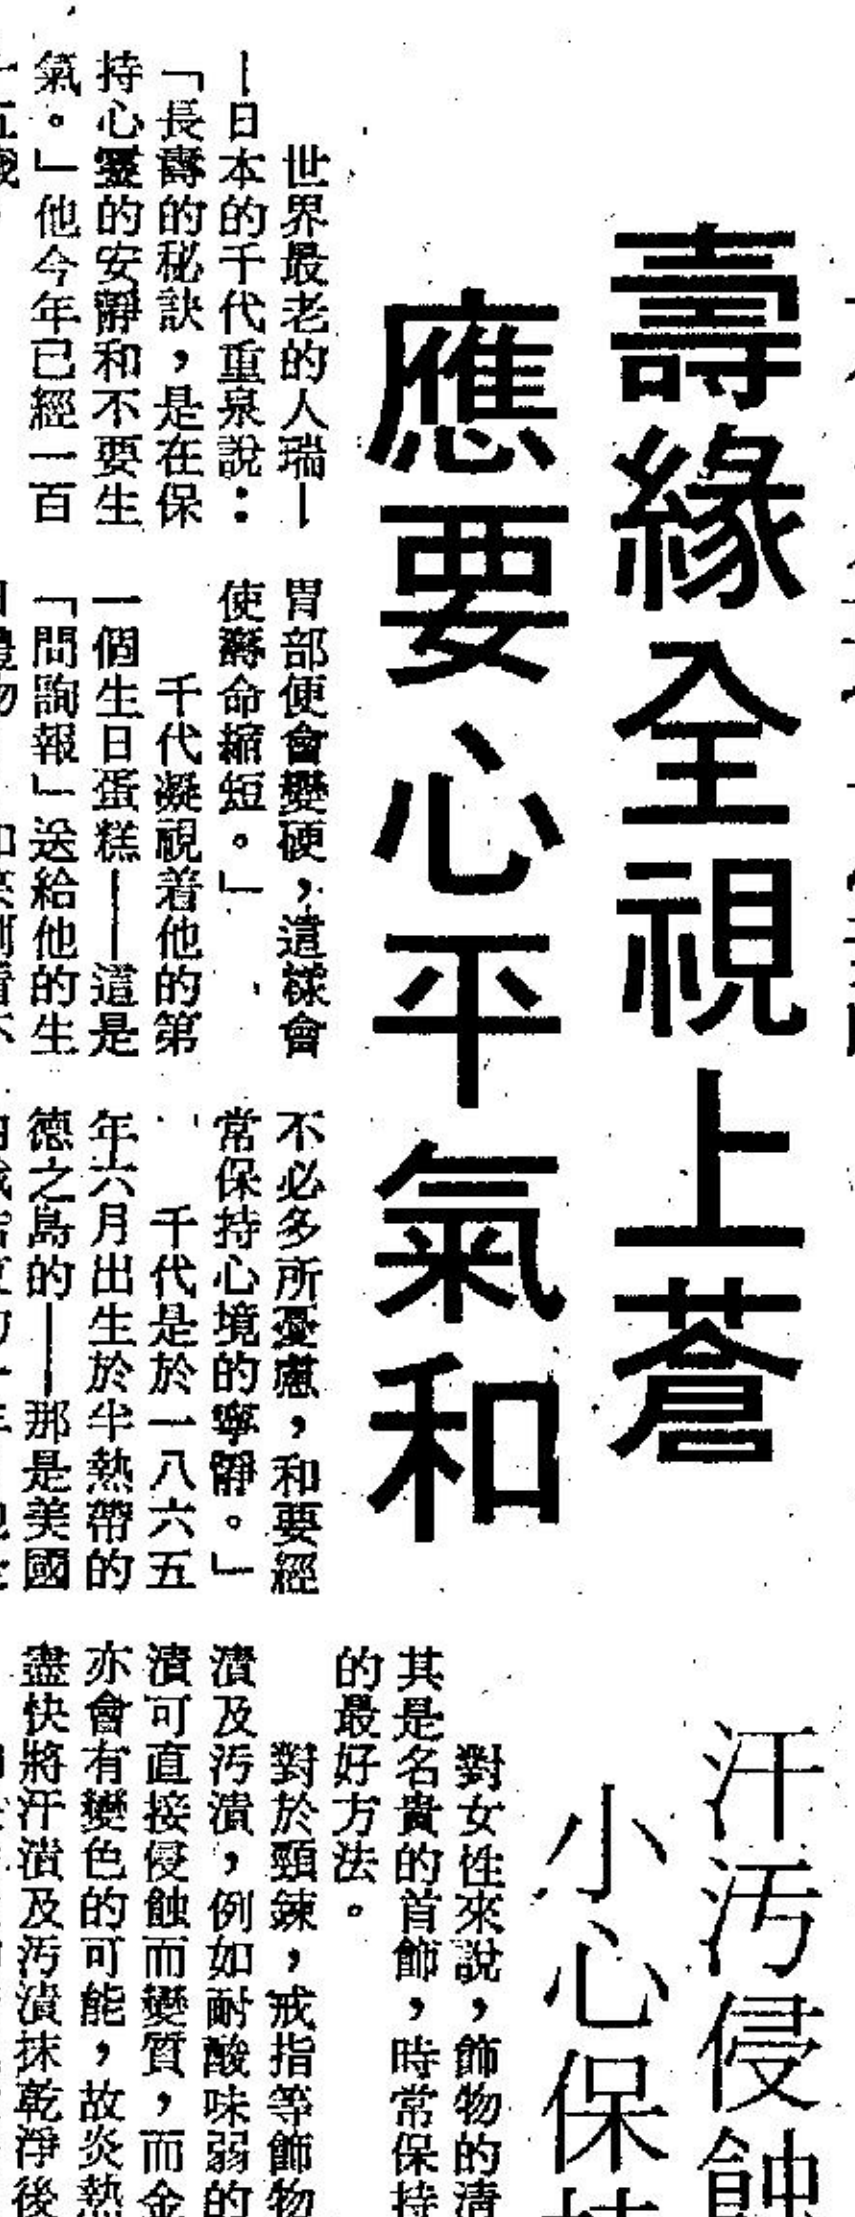 壽緣全視上蒼
應要心平氣和
世界最老的人瑞—
—日本的千代重泉說：
「長壽的秘訣，是在保
持心靈的安靜和不要生
氣。」他今年已經一百
十五歲。
胃部便會變硬，這樣會
使壽命縮短。」
千代凝視着他的第
一個生日蛋糕——這是
「問詢報」送給他的生
日禮物
不必多所憂慮，和要經
常保持心境的寧靜。」
千代是於一八六五
年六月出生於半熱帶的
德之島的——那是美國
汗污侵蝕
小心保持
對女性來說，飾物的清
其是名貴的首飾，時常保持
的最好方法。
對於頸鍊，戒指等飾物
漬及污漬，例如耐酸味弱的
漬可直接侵蝕而變質，而金
亦會有變色的可能，故炎熱
盡快將汗漬及污漬抹乾淨後